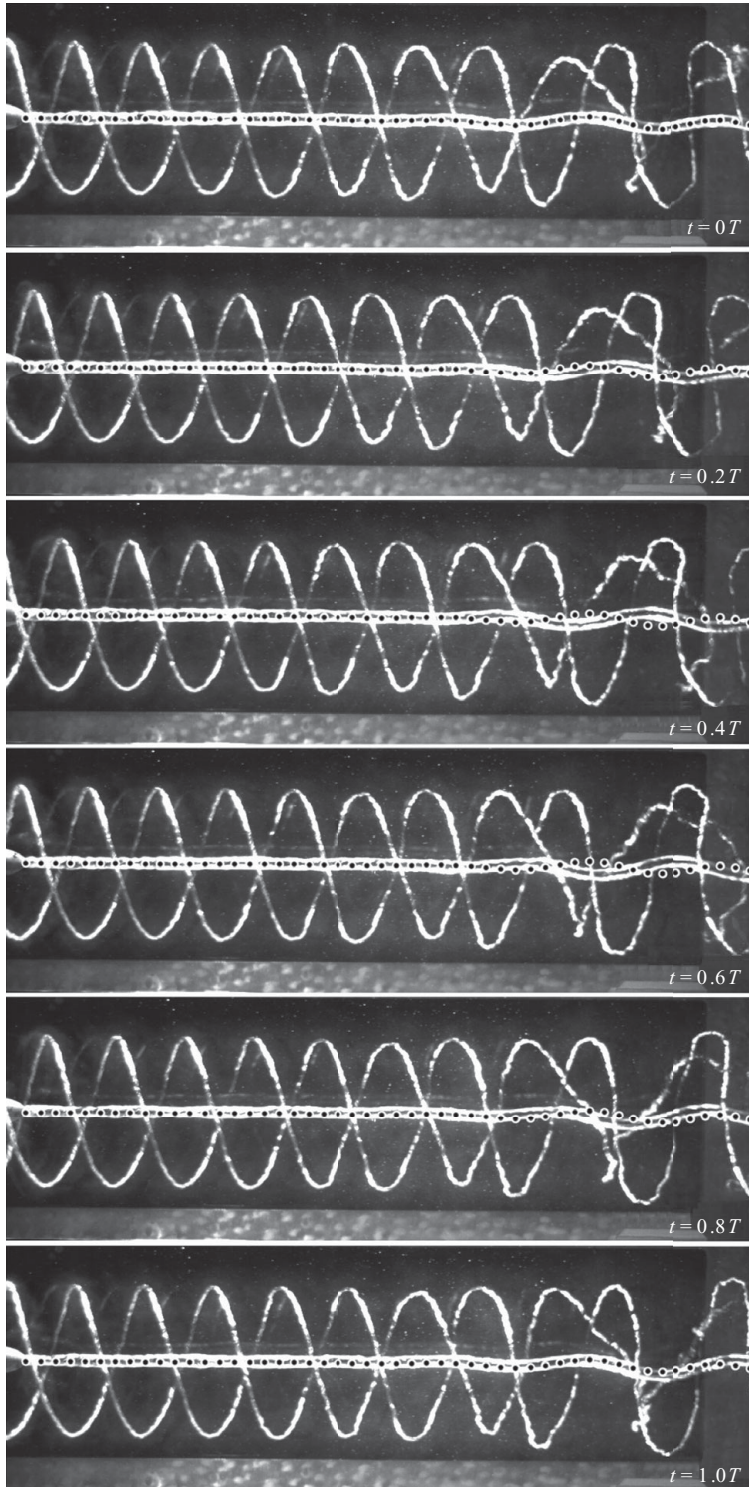 t = 0T
t = 0.2T
t = 0.4T
t = 0.6T
t = 0.8T
t = 1.0T